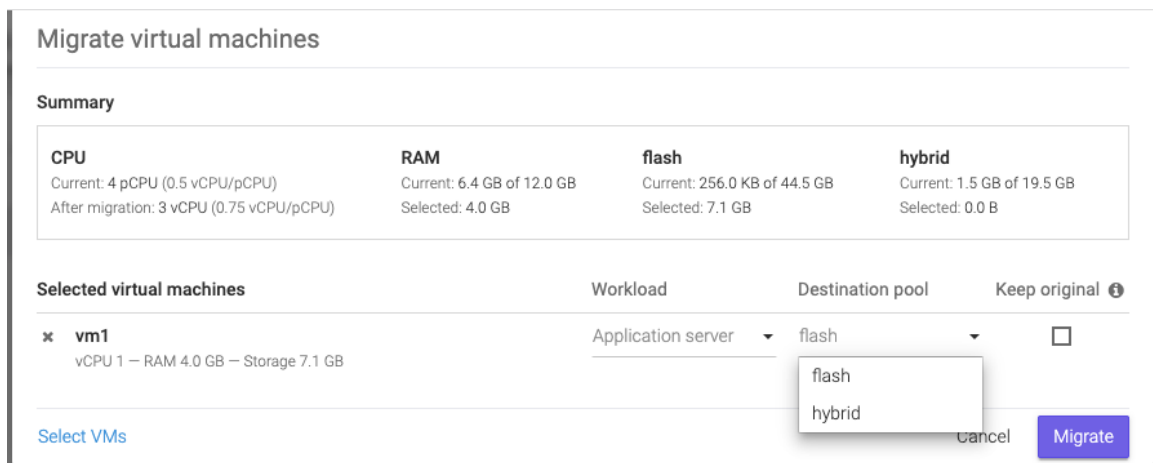 Migrate virtual machines
Summary
CPU RAM flash hybrid
Current: 4 pCPU (0.5 vCPU/pCPU) Current: 6.4 GB of 12.0 GB Current: 256.0 KB of 44.5 GB Current: 1.5 GB of 19.5 GB
After migration: 3 vCPU (0.75 vCPU/pCPU) Selected: 4.0 GB Selected: 7.1 GB Selected: 0.0 B
Selected virtual machines Workload Destination pool Keep original
vm1 Application server flash
vCPU 1 — RAM 4.0 GB — Storage 7.1 GB
flash
hybrid
Select VMs Cancel Migrate